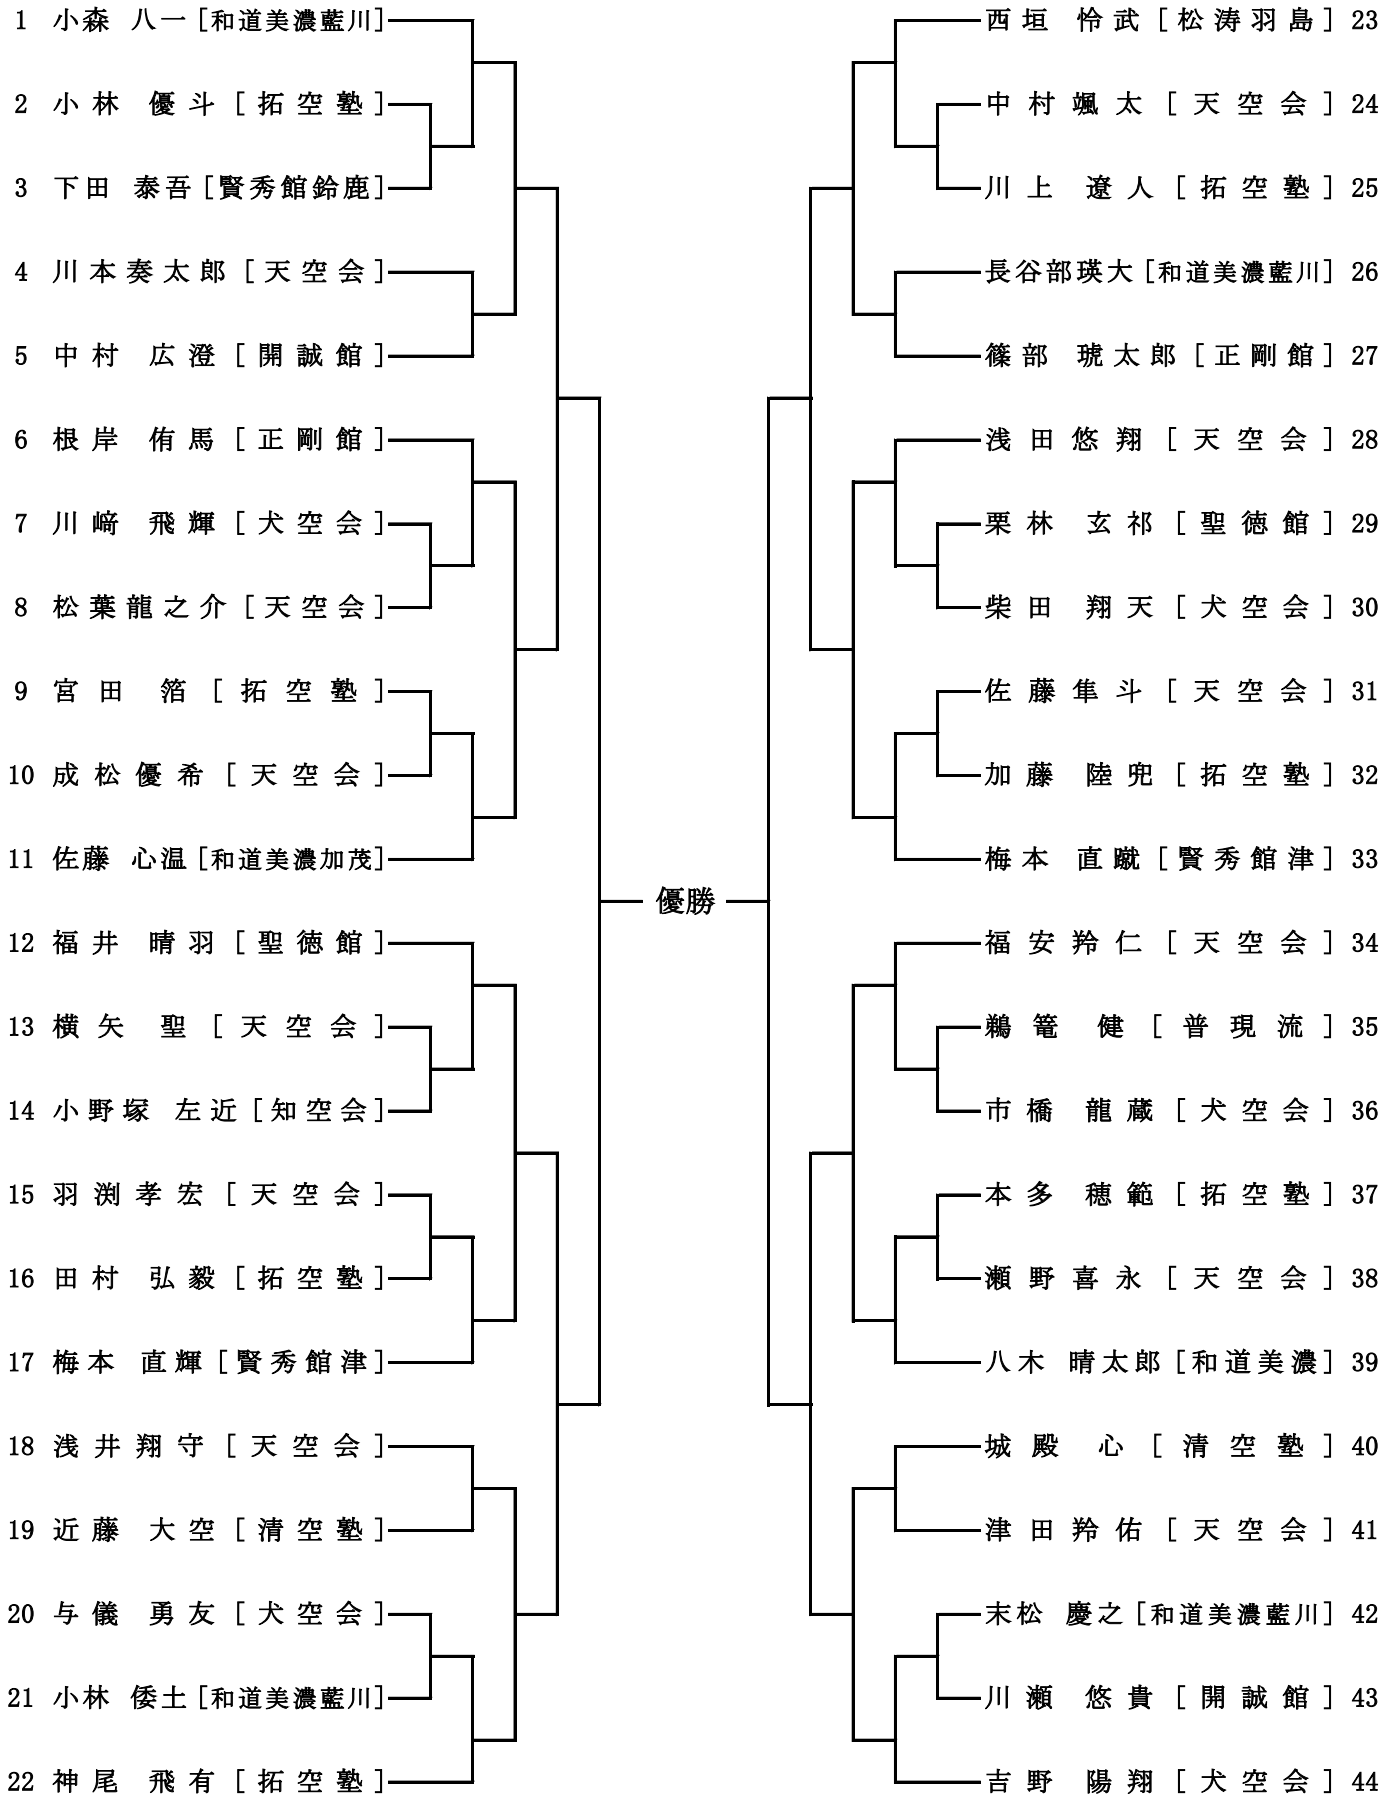 1 小森 八一 [和道美濃藍川]
2 小林 優斗 [拓空塾]
3 下田 泰吾 [賢秀館鈴鹿]
4 川本奏太郎 [天空会]
5 中村 広澄 [開誠館]
6 根岸 侑馬 [正剛館]
7 川﨑 飛輝 [犬空会]
8 松葉龍之介 [天空会]
9 宮田 箔 [拓空塾]
10 成松優希 [天空会]
11 佐藤 心温 [和道美濃加茂]
12 福井 晴羽 [聖徳館]
13 横矢 聖 [天空会]
14 小野塚 左近 [知空会]
15 羽渕孝宏 [天空会]
16 田村 弘毅 [拓空塾]
17 梅本 直輝 [賢秀館津]
18 浅井翔守 [天空会]
19 近藤 大空 [清空塾]
20 与儀 勇友 [犬空会]
21 小林 倭土 [和道美濃藍川]
22 神尾 飛有 [拓空塾]
優勝
西垣 怜武 [松涛羽島] 23
中村颯太 [天空会] 24
川上 遼人 [拓空塾] 25
長谷部瑛大 [和道美濃藍川] 26
篠部 琥太郎 [正剛館] 27
浅田悠翔 [天空会] 28
栗林 玄祁 [聖徳館] 29
柴田 翔天 [犬空会] 30
佐藤隼斗 [天空会] 31
加藤 陸兜 [拓空塾] 32
梅本 直蹴 [賢秀館津] 33
福安羚仁 [天空会] 34
鵜篭 健 [普現流] 35
市橋 龍蔵 [犬空会] 36
本多 穂範 [拓空塾] 37
瀬野喜永 [天空会] 38
八木 晴太郎 [和道美濃] 39
城殿 心 [清空塾] 40
津田羚佑 [天空会] 41
末松 慶之 [和道美濃藍川] 42
川瀬 悠貴 [開誠館] 43
吉野 陽翔 [犬空会] 44